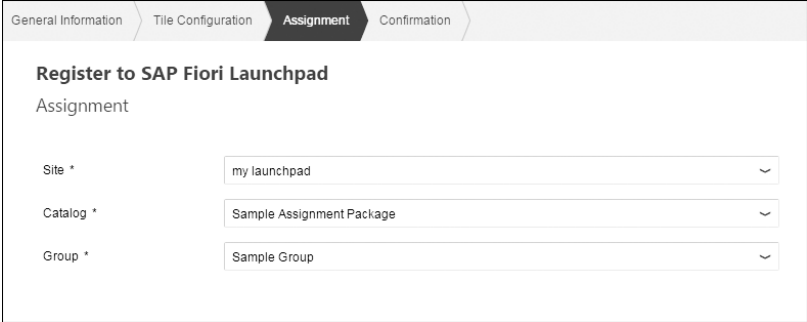 General Information Tile Configuration Assignment Confirmation
Register to SAP Fiori Launchpad
Assignment
Site * my launchpad
Catalog * Sample Assignment Package
Group * Sample Group